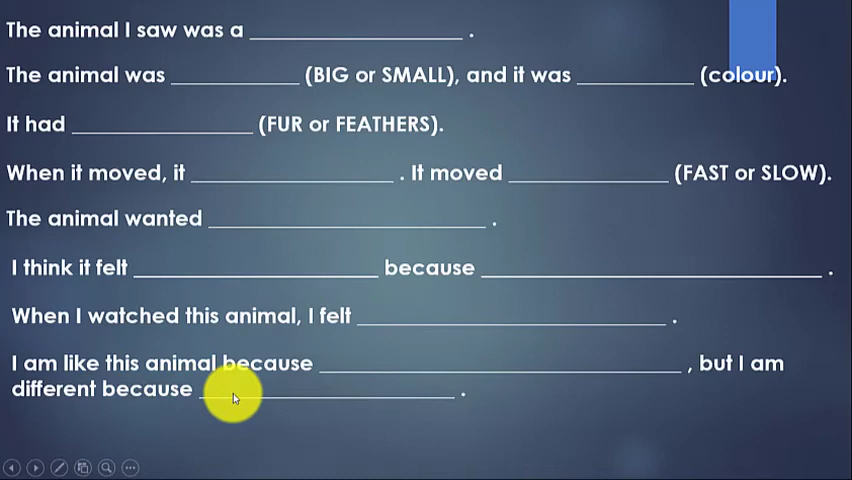 The animal I saw was a ____________________ .
The animal was ____________ (BIG or SMALL), and it was ___________ (colour).
It had _________________ (FUR or FEATHERS).
When it moved, it ___________________ . It moved _______________ (FAST or SLOW).
The animal wanted __________________________ .
I think it felt _______________________ because ________________________________ .
When I watched this animal, I felt _____________________________ .
I am like this animal because __________________________________ , but I am
different because ________________________ .